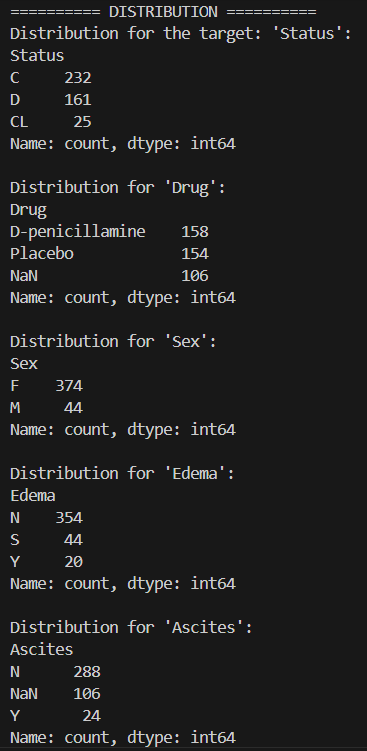 ========== DISTRIBUTION ==========
Distribution for the target: 'Status':
Status
C     232
D     161
CL     25
Name: count, dtype: int64

Distribution for 'Drug':
Drug
D-penicillamine    158
Placebo            154
NaN                106
Name: count, dtype: int64

Distribution for 'Sex':
Sex
F    374
M     44
Name: count, dtype: int64

Distribution for 'Edema':
Edema
N    354
S     44
Y     20
Name: count, dtype: int64

Distribution for 'Ascites':
Ascites
N      288
NaN    106
Y       24
Name: count, dtype: int64